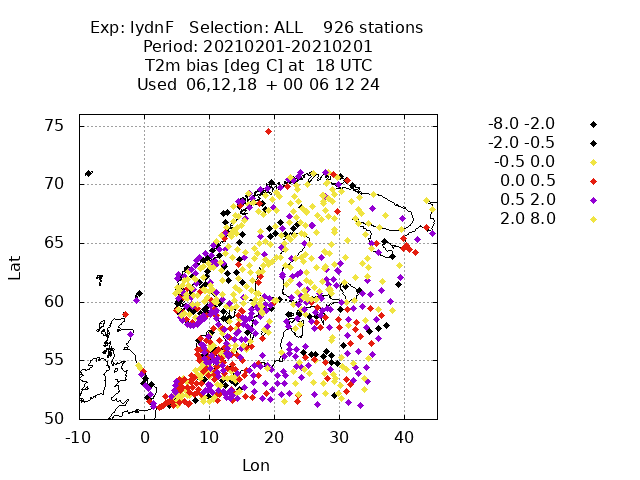 Exp: lydnF Selection: ALL 926 stations
Period: 20210201-20210201
T2m bias [deg C] at 18 UTC
Used 06,12,18 + 00 06 12 24
75
70
65
60
55
50
-10 0 10 20 30 40
Lat
Lon
-8.0 -2.0
-2.0 -0.5
-0.5 0.0
0.0 0.5
0.5 2.0
2.0 8.0